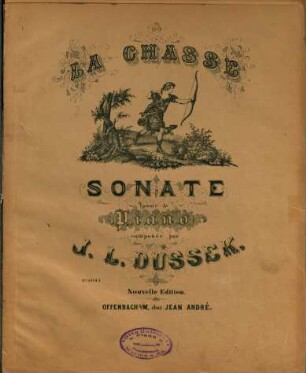 LA CHASSE
SONATE
pour le
Piano
composée par
J. L. DUSSEK.
Nouvelle Edition.
OFFENBACH a/M, chez JEAN ANDRÉ.